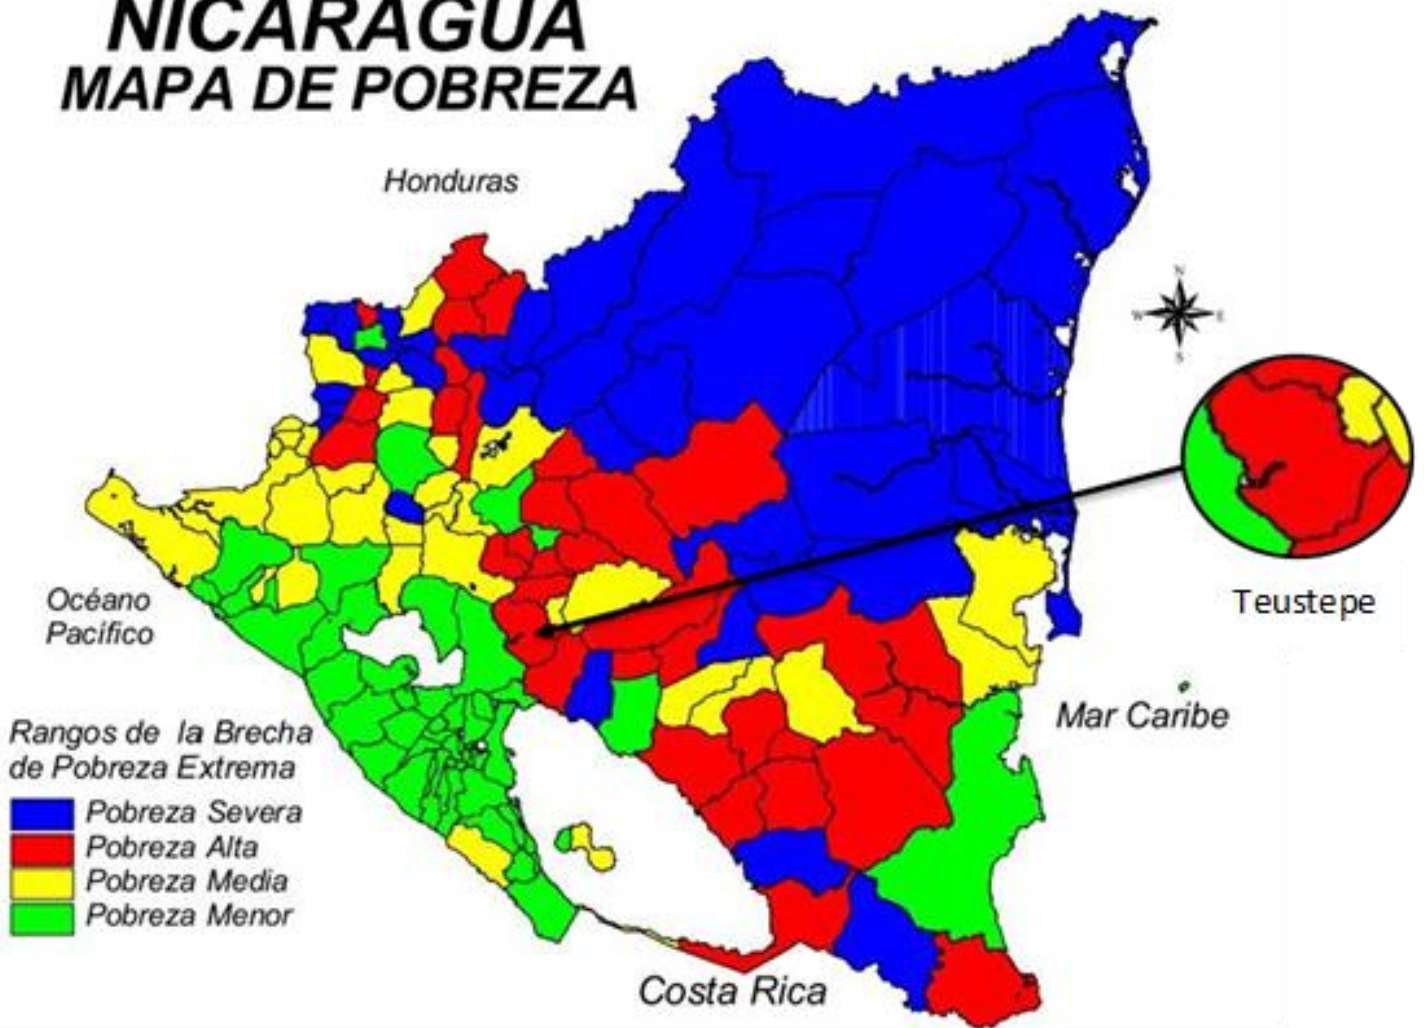 NICARAGUA
MAPA DE POBREZA
Honduras
N
W E
S
Teustepe
Océano
Pacífico
Mar Caribe
Rangos de la Brecha
de Pobreza Extrema
Pobreza Severa
Pobreza Alta
Pobreza Media
Pobreza Menor
Costa Rica